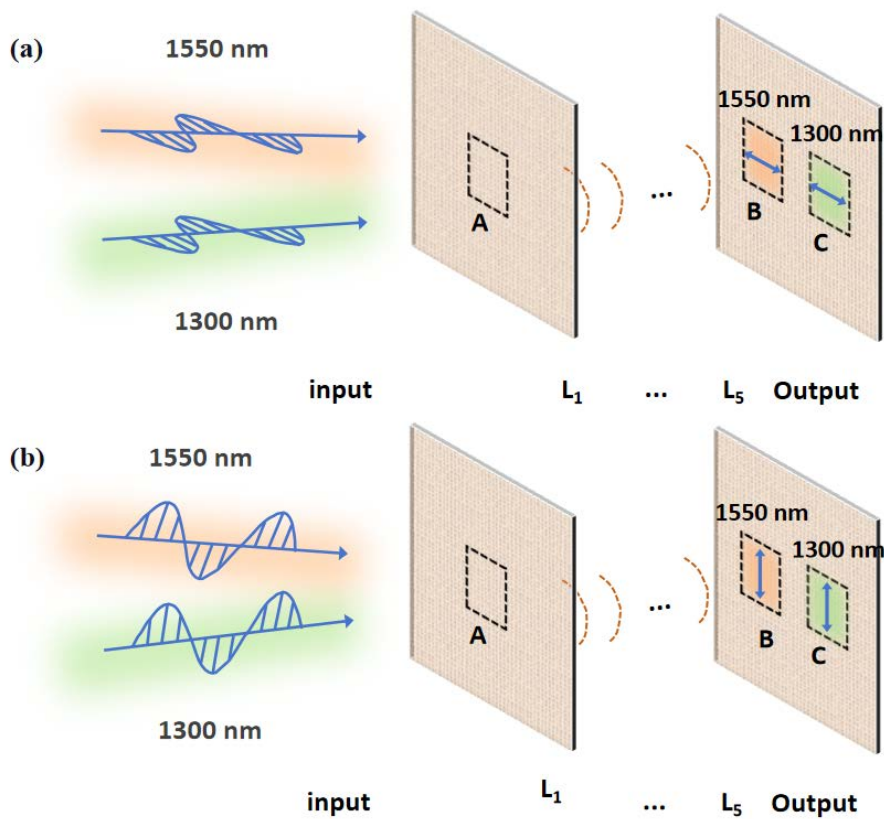 (a)
1550 nm
1300 nm
A
...
1550 nm
1300 nm
B
C
input
L1
...
L5
Output
(b)
1550 nm
1300 nm
A
...
1550 nm
1300 nm
B
C
input
L1
...
L5
Output